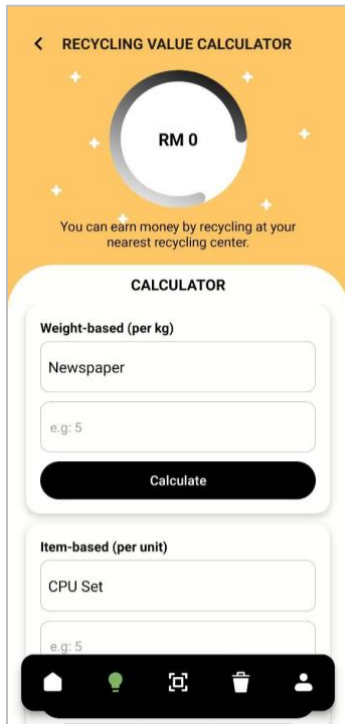 RECYCLING VALUE CALCULATOR
RM 0
You can earn money by recycling at your
nearest recycling center.
CALCULATOR
Weight-based (per kg)
Newspaper
e.g: 5
Calculate
Item-based (per unit)
CPU Set
e.g: 5